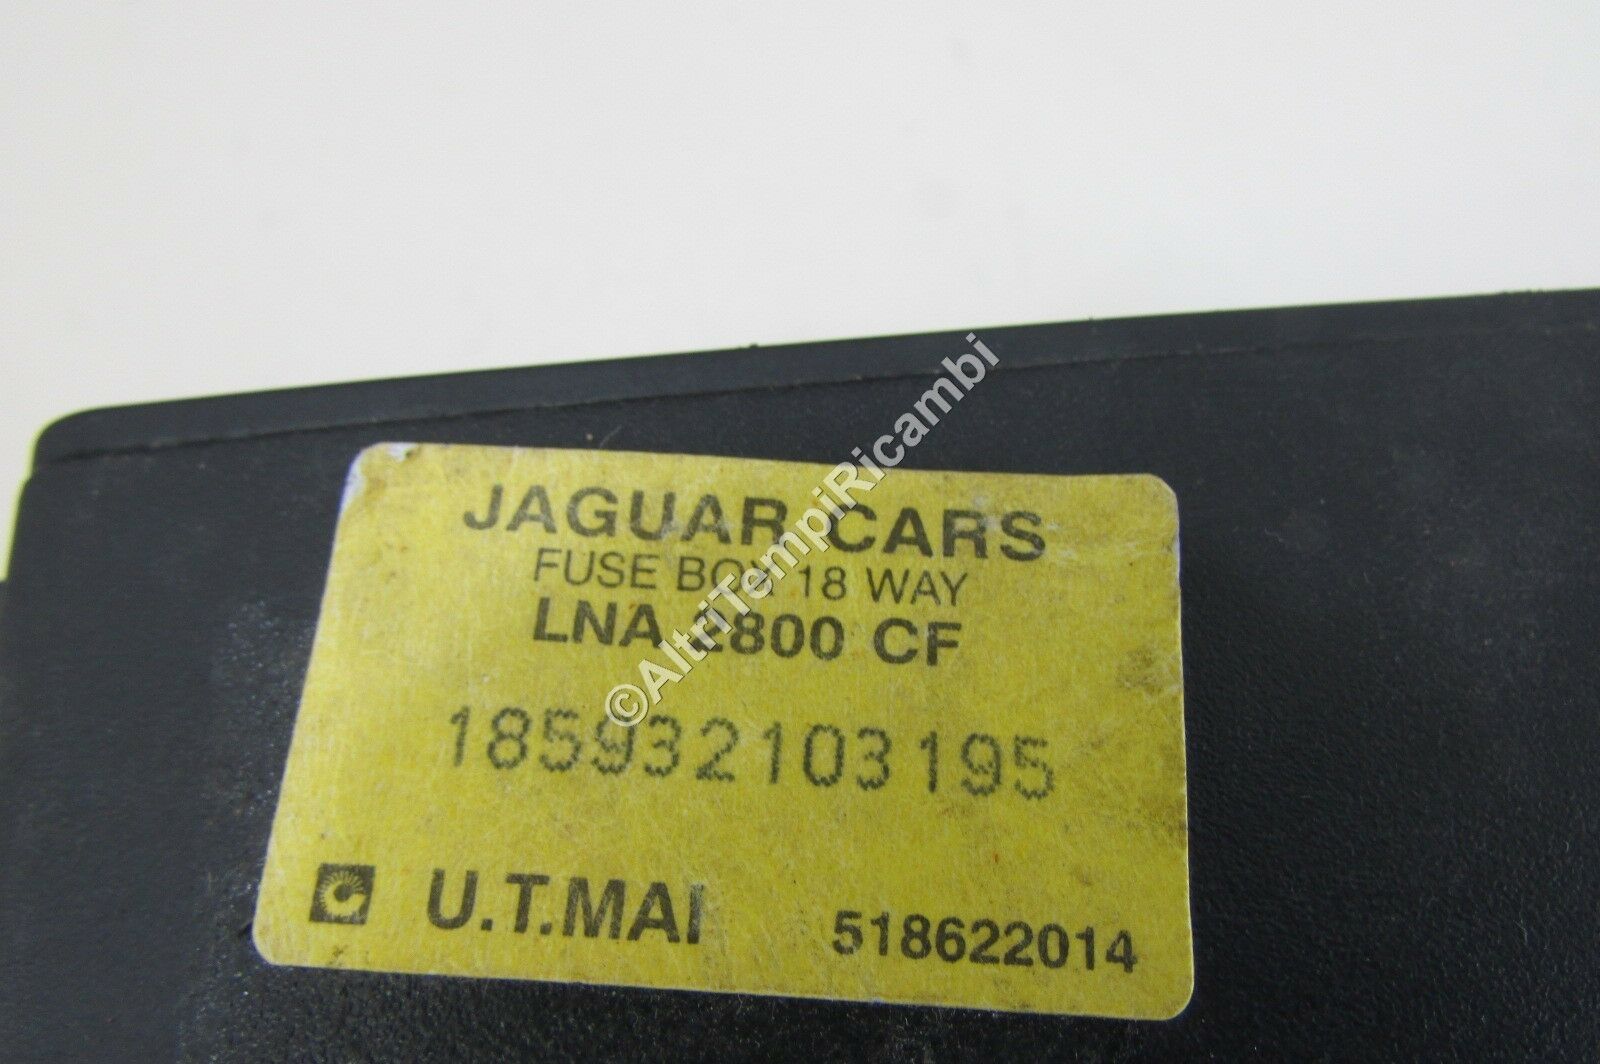 JAGUAR CARS
FUSE BOX 18 WAY
LNA 2800 CF
185932103195
U.T.MAI
518622014
©AltriTempiRicambi